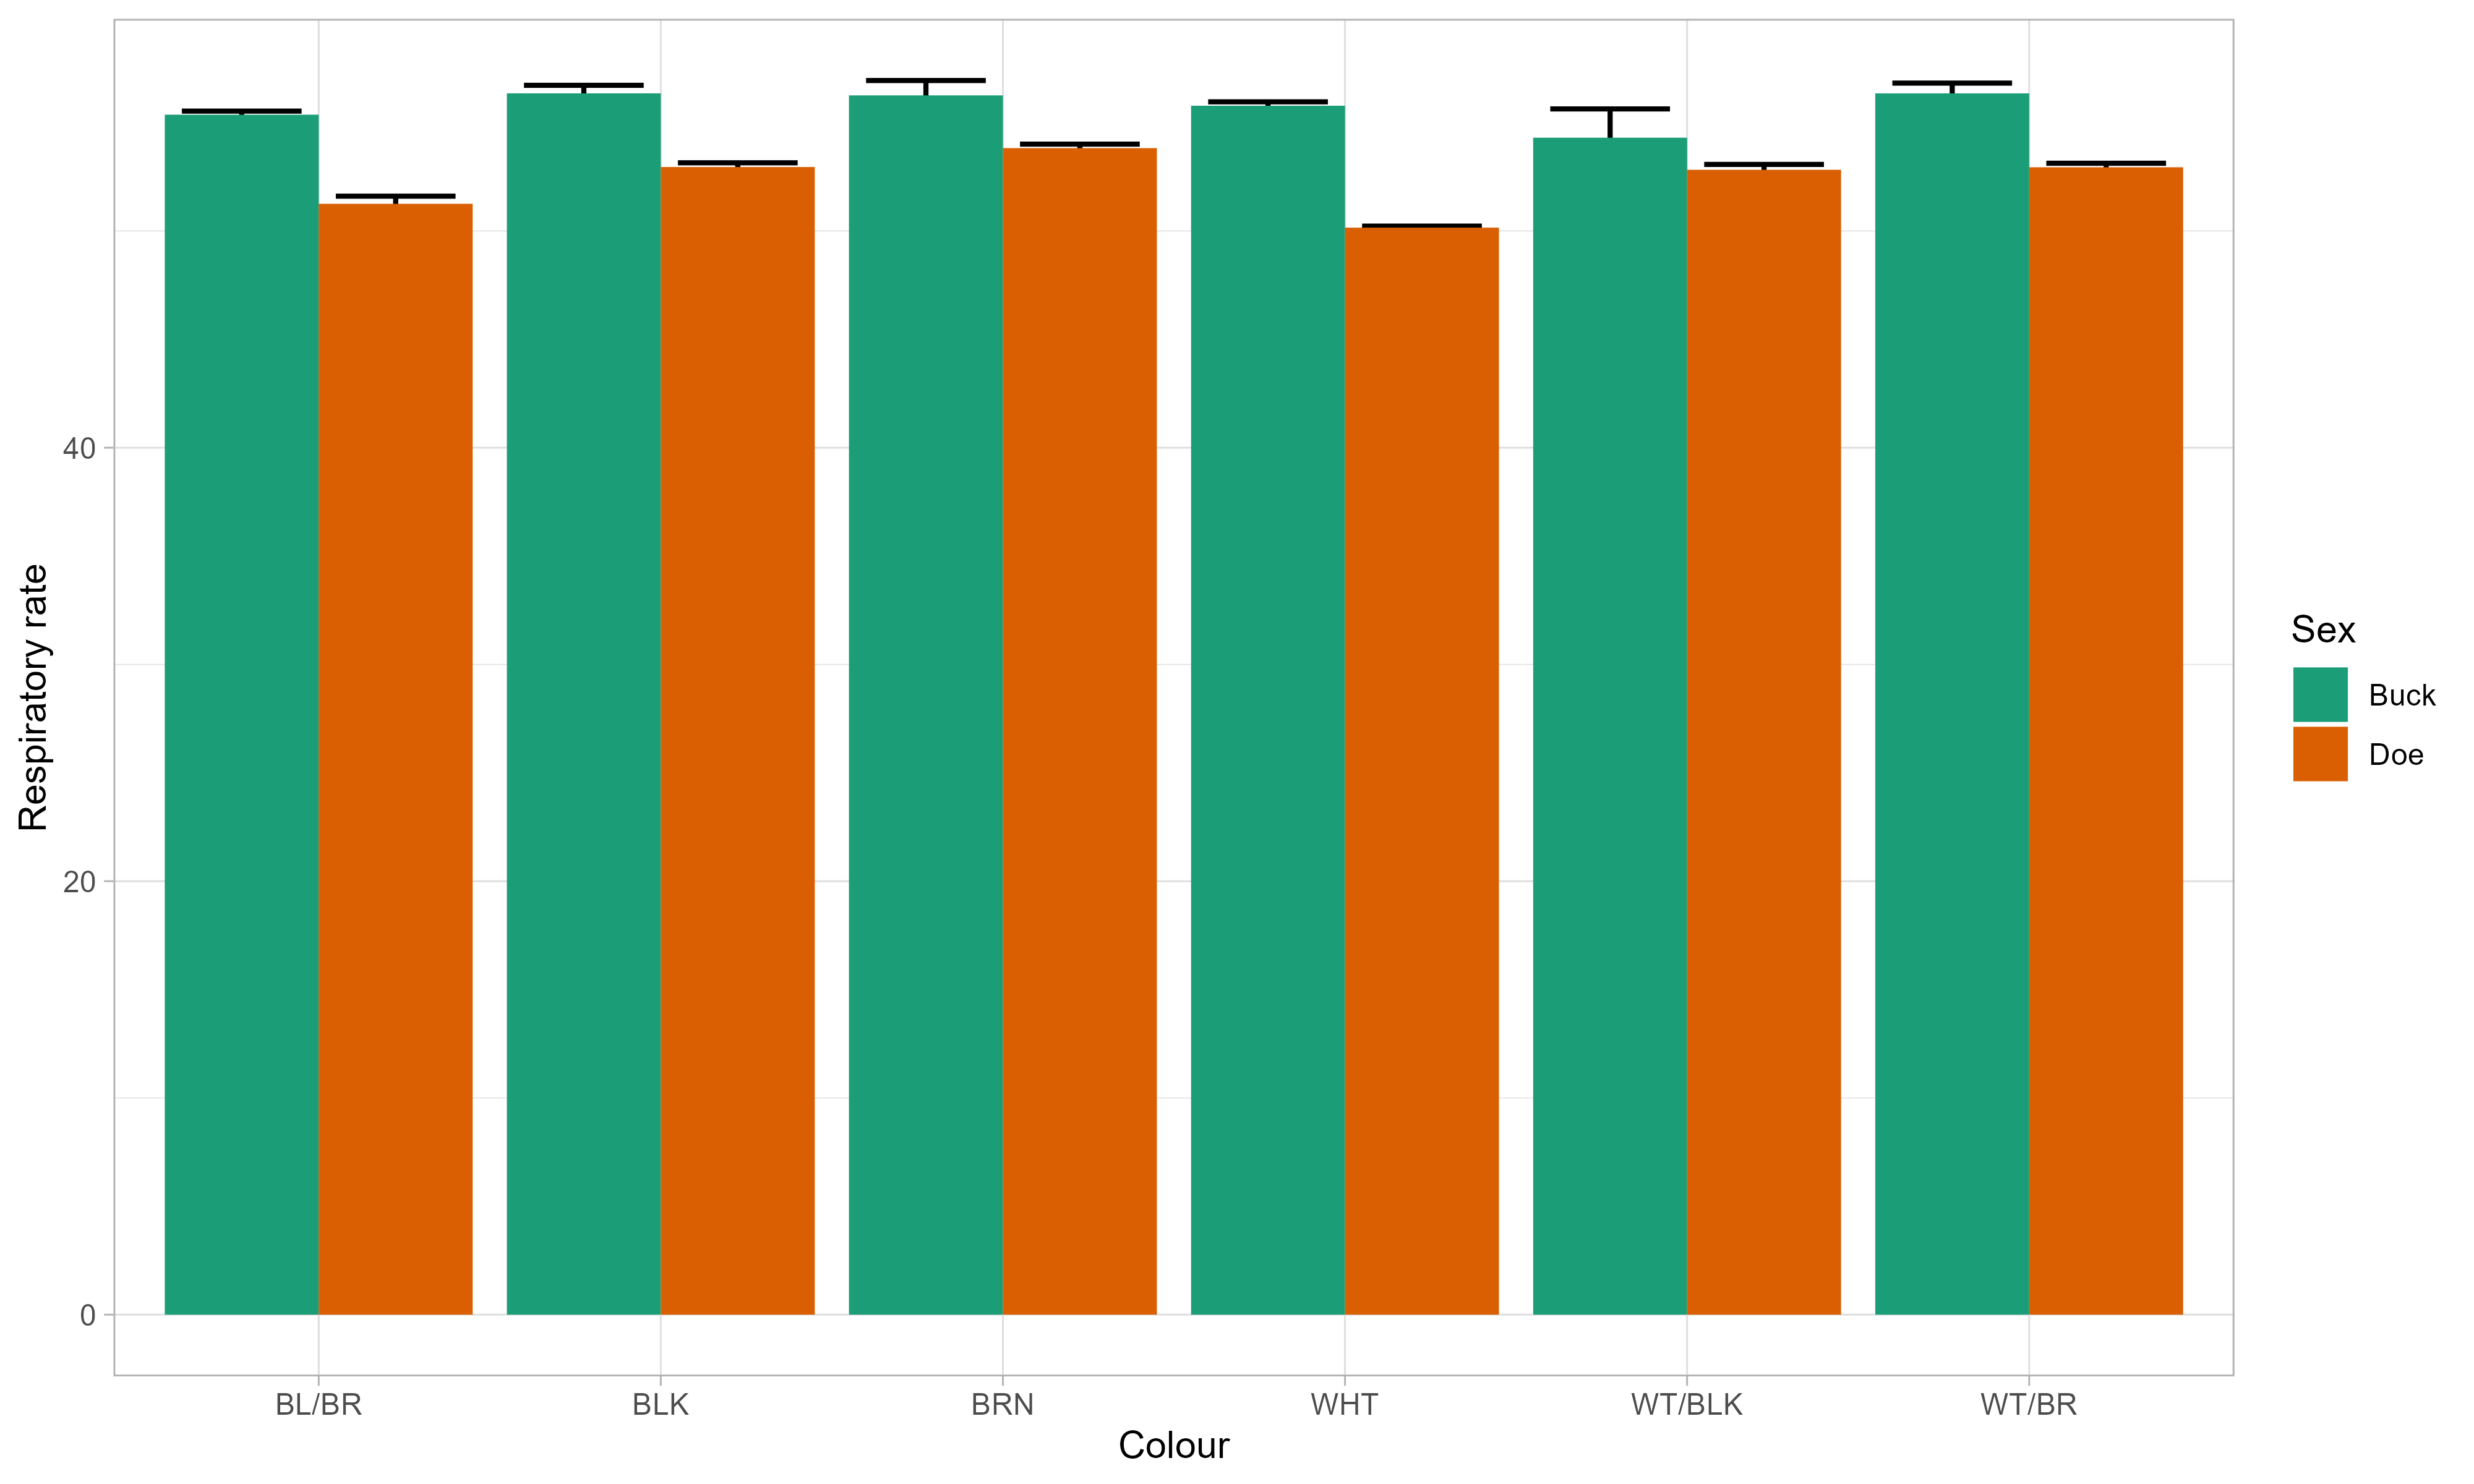 40
20
0
Respiratory rate
BL/BR
BLK
BRN
WHT
WT/BLK
WT/BR
Colour
Sex
Buck
Doe